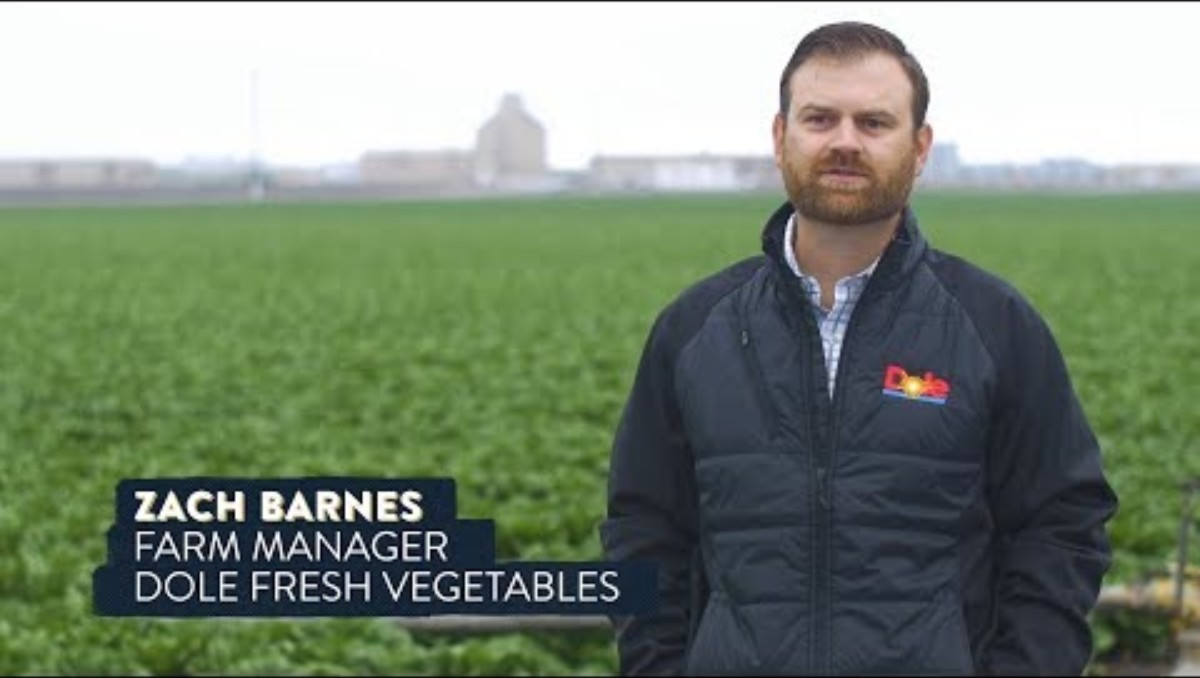 Dole
ZACH BARNES
FARM MANAGER
DOLE FRESH VEGETABLES